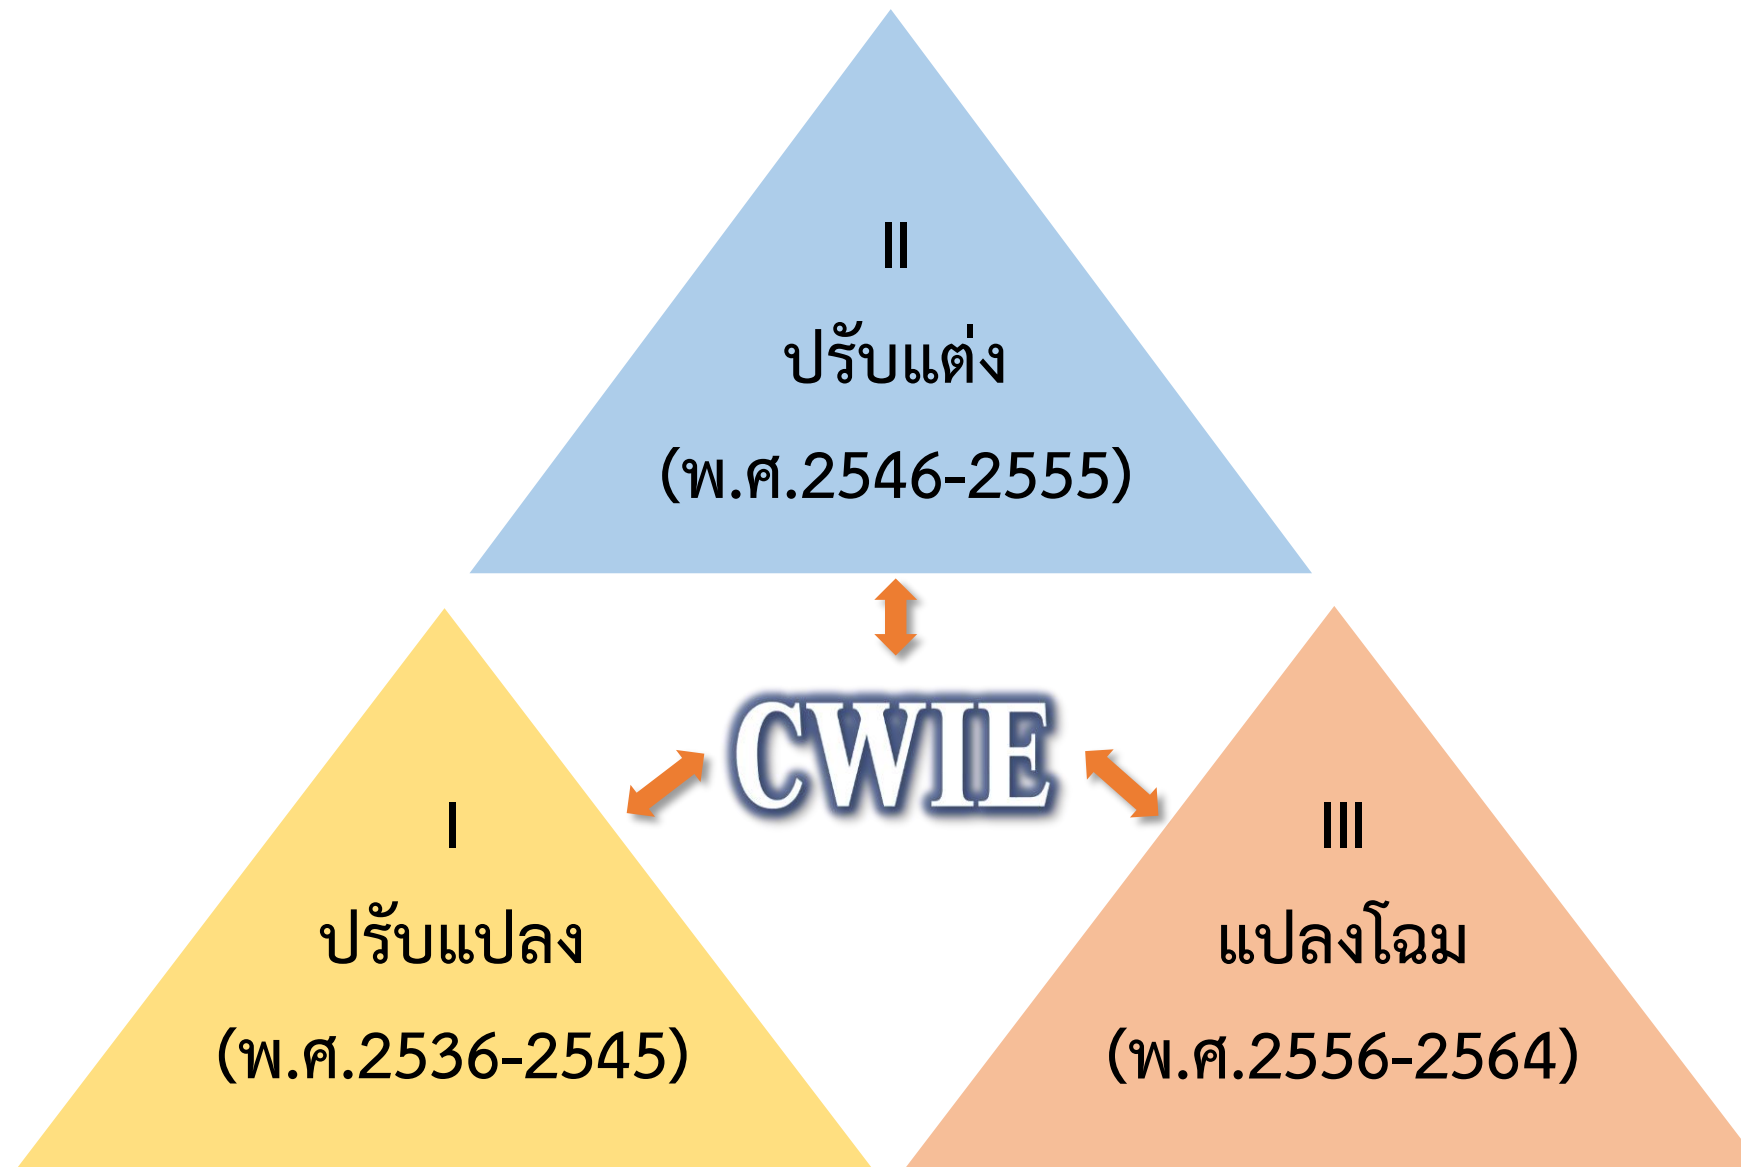 II
ปรับแต่ง
(พ.ศ.2546-2555)
CWIE
I
ปรับแปลง
(พ.ศ.2536-2545)
III
แปลงโฉม
(พ.ศ.2556-2564)